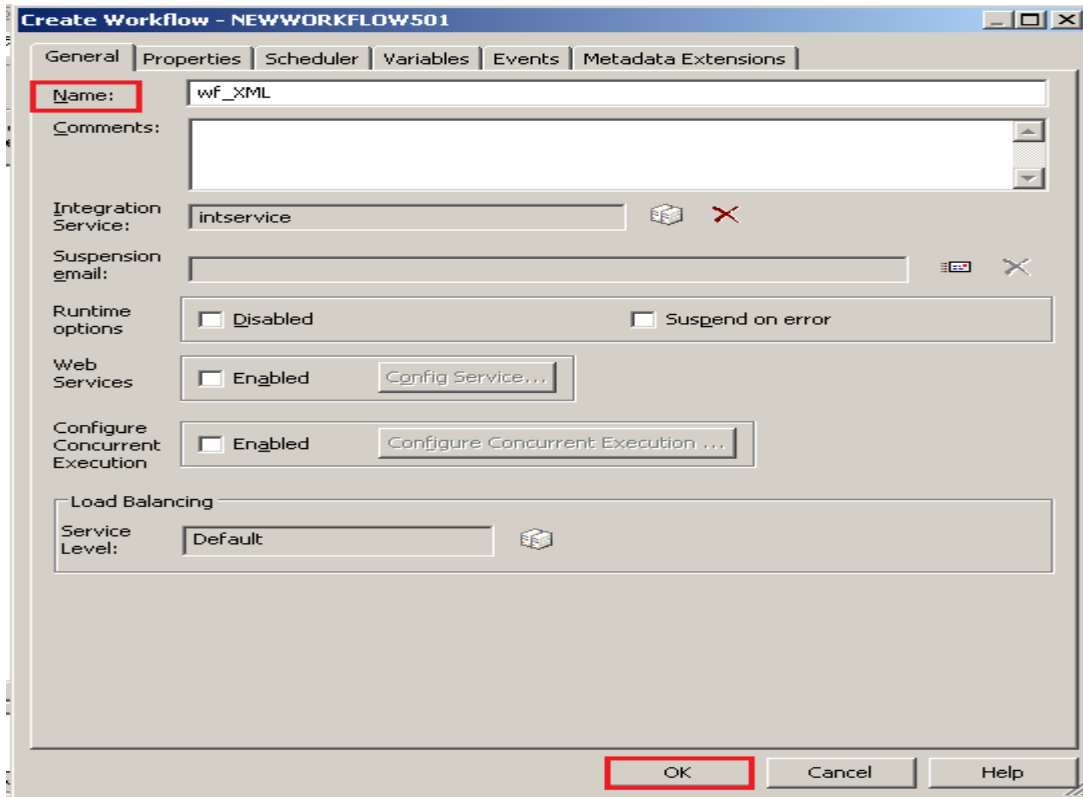 Create Workflow - NEWWORKFLOW501
General Properties Scheduler Variables Events Metadata Extensions
Name: wf_XML
Comments:
Integration
Service: intservice
Suspension
email:
Runtime
options
Disabled Suspend on error
Web
Services
Enabled Config Service...
Configure
Concurrent
Execution
Enabled Configure Concurrent Execution ...
Load Balancing
Service
Level: Default
OK Cancel Help